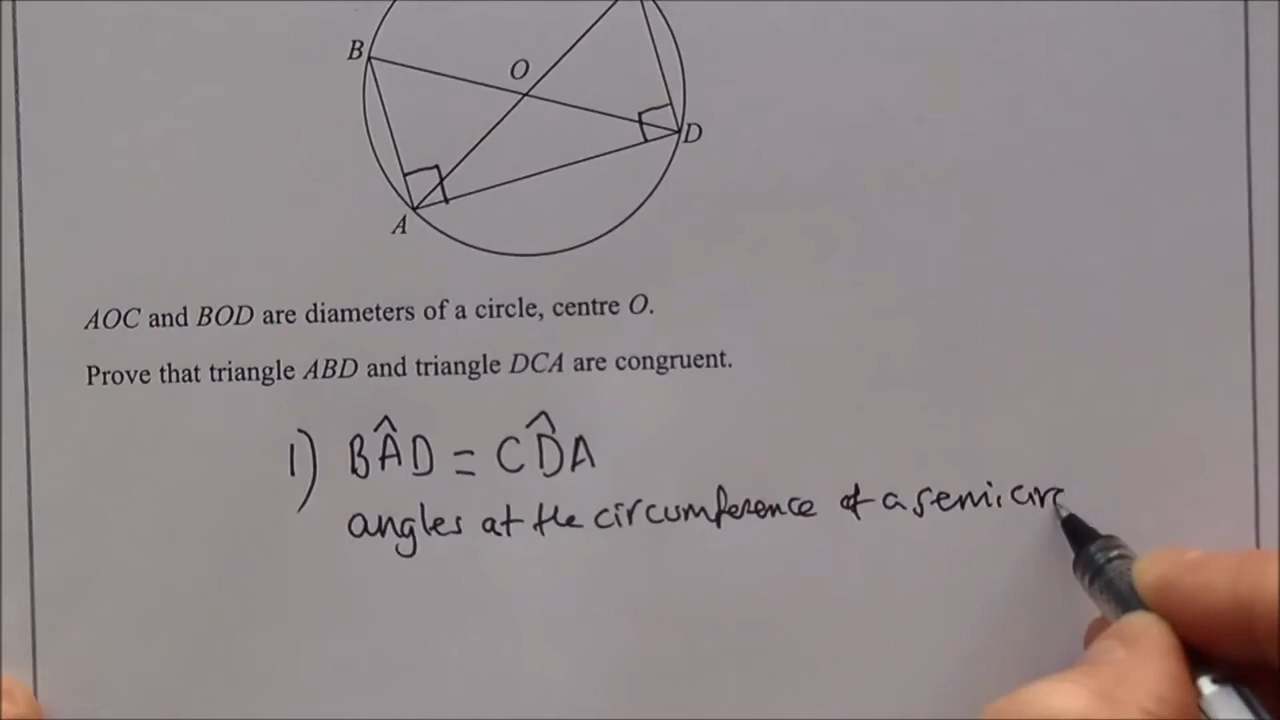 B
O
D
A
AOC and BOD are diameters of a circle, centre O.
Prove that triangle ABD and triangle DCA are congruent.
1) BÂD = CD̂A
angles at the circumference of a semicirc